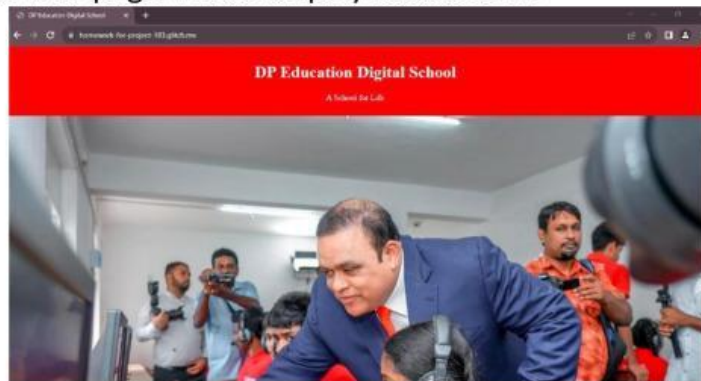 DP Education Digital School
homework-for-project-103.glitch.me
DP Education Digital School
A School for Life